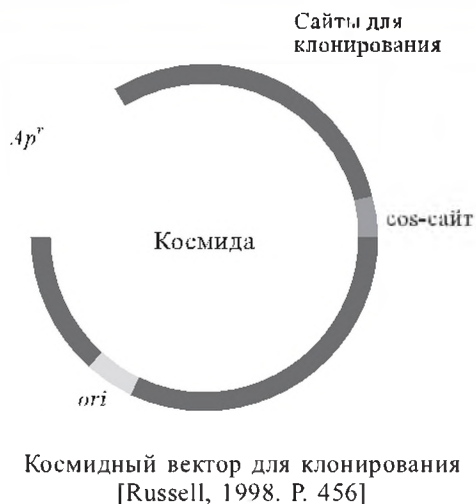 Сайты для
клонирования
Ap^r
cos-сайт
Космида
ori
Космидный вектор для клонирования
[Russell, 1998. P. 456]